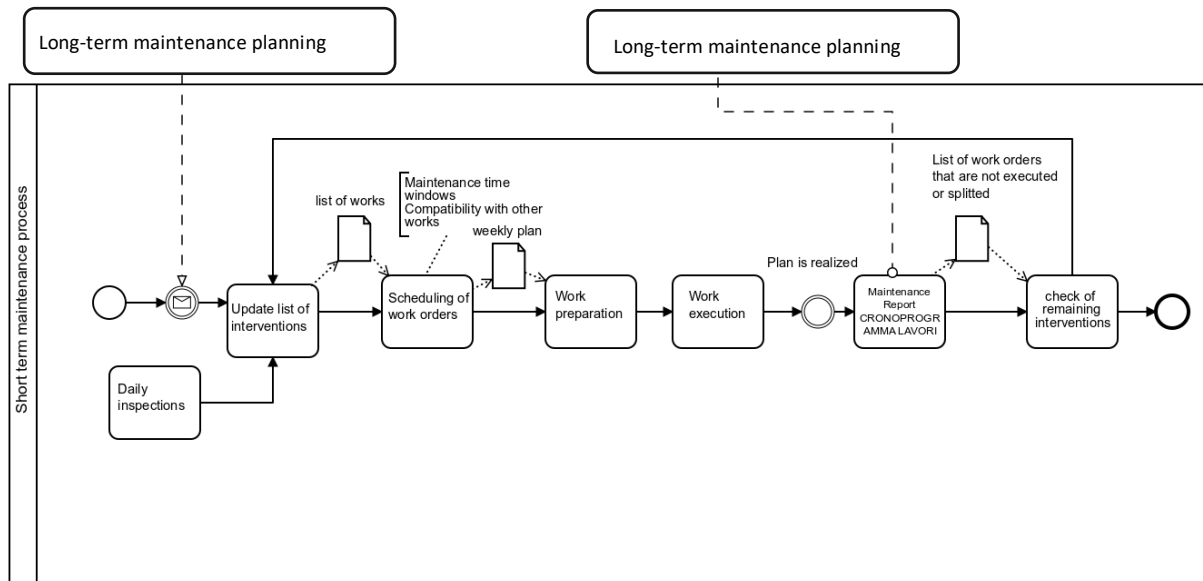 Long-term maintenance planning
Long-term maintenance planning
Short term maintenance process
list of works
Maintenance time
windows
Compatibility with other
works
weekly plan
List of work orders
that are not executed
or splitted
Plan is realized
Update list of
interventions
Scheduling of
work orders
Work
preparation
Work
execution
Maintenance
Report
CRONOPROGR
AMMA LAVORI
check of
remaining
interventions
Daily
inspections